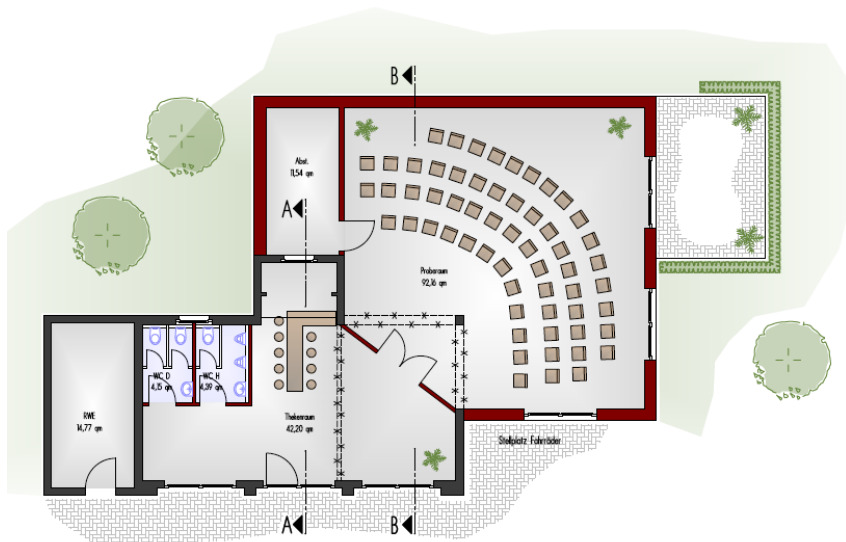 B
Abst.
11,54 qm
A
Proberaum
92,16 qm
WC D
4,15 qm
WC H
4,39 qm
RWE
14,77 qm
Thekenraum
42,20 qm
Stellplatz Fahrräder
A
B